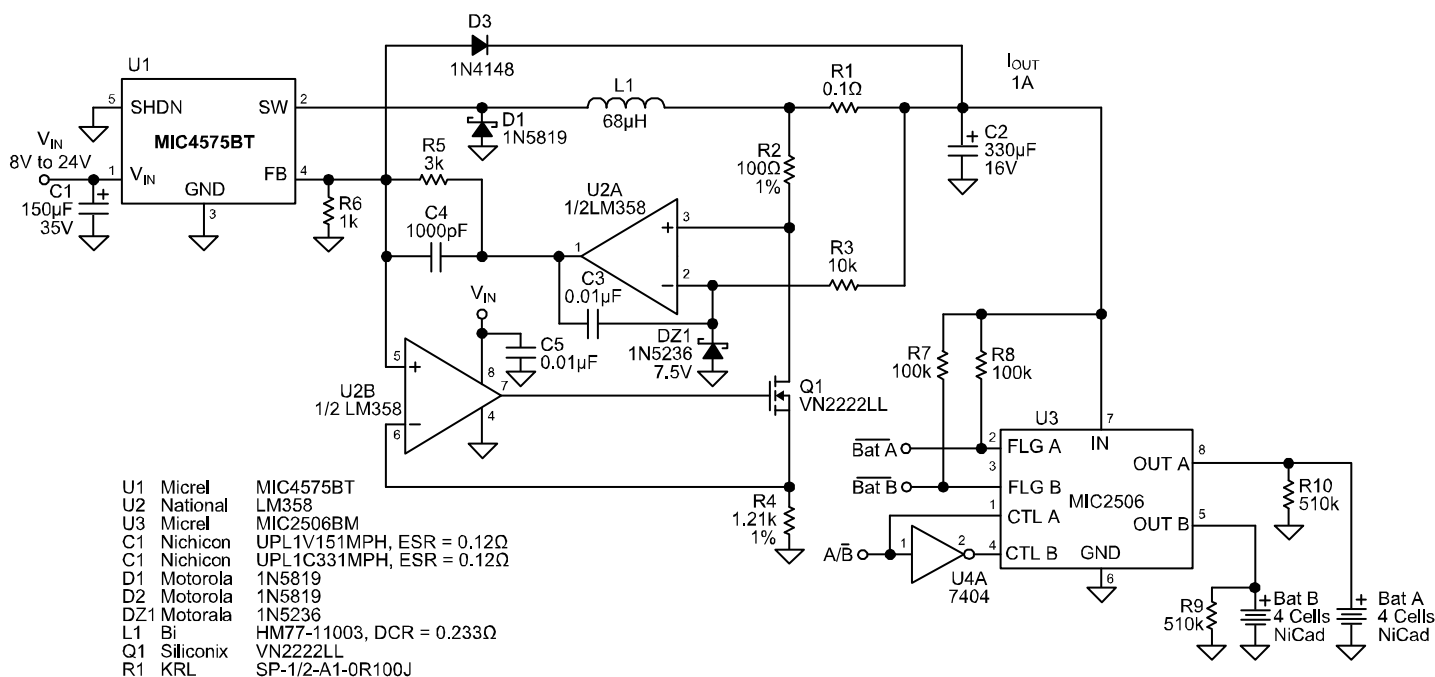 D3
1N4148
U1
5
SHDN
SW
2
MIC4575BT
VIN
8V to 24V
1
VIN
FB
4
GND
3
C1
150µF
35V
+
R6
1k
R5
3k
C4
1000pF
D1
1N5819
L1
68µH
R1
0.1Ω
IOUT
1A
R2
100Ω
1%
+
C2
330µF
16V
U2A
1/2LM358
1
+
3
−
2
C3
0.01µF
R3
10k
DZ1
1N5236
7.5V
VIN
C5
0.01µF
5
+
8
7
U2B
1/2 LM358
−
6
4
Q1
VN2222LL
R4
1.21k
1%
R7
100k
R8
100k
U3
7
IN
Bat A
2
FLG A
3
Bat B
FLG B
MIC2506
1
CTL A
A/B
1
2
4
CTL B
U4A
7404
GND
6
OUT A
8
OUT B
5
R10
510k
R9
510k
+
Bat B
4 Cells
NiCad
+
Bat A
4 Cells
NiCad
U1 Micrel MIC4575BT
U2 National LM358
U3 Micrel MIC2506BM
C1 Nichicon UPL1V151MPH, ESR = 0.12Ω
C1 Nichicon UPL1C331MPH, ESR = 0.12Ω
D1 Motorola 1N5819
D2 Motorola 1N5819
DZ1 Motorala 1N5236
L1 Bi HM77-11003, DCR = 0.233Ω
Q1 Siliconix VN2222LL
R1 KRL SP-1/2-A1-0R100J